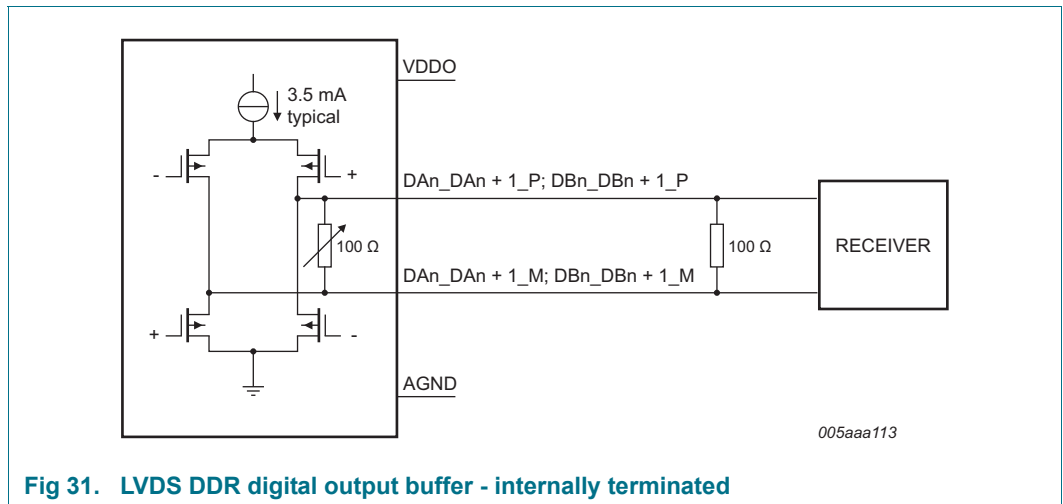 VDDO
3.5 mA
typical
-
+
DAn_DAn + 1_P; DBn_DBn + 1_P
100 Ω
100 Ω
RECEIVER
DAn_DAn + 1_M; DBn_DBn + 1_M
+
-
AGND
005aaa113
Fig 31. LVDS DDR digital output buffer - internally terminated